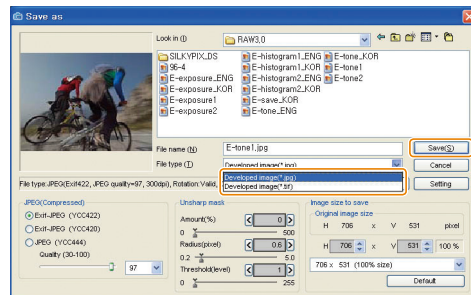 Save as
Look in (I)
RAW3.0
SILKYPIX_DS
96-4
E-exposure_ENG
E-exposure_KOR
E-exposure1
E-exposure2
E-histogram1_ENG
E-histogram1_KOR
E-histogram2_ENG
E-histogram2_KOR
E-save_KOR
E-tone_ENG
E-tone_KOR
E-tone1
E-tone2
File name (N)
E-tone1.jpg
Save(S)
File type (T)
Developed image(*.jpg)
Cancel
Developed image(*.jpg)
Developed image(*.tif)
File type:JPEG(Exif422, JPEG quality=97, 300dpi), Rotation:Valid,
Setting
JPEG(Compressed)
Exif-JPEG (YCC422)
Exif-JPEG (YCC420)
JPEG (YCC444)
Quality (30-100)
97
Unsharp mask
Amount(%)
0
0
500
Radius(pixel)
0.6
0.2
5.0
Threshold(level)
1
0
255
Image size to save
Original image size
H 706 x V 531 pixel
H 706 x V 531 100 %
706 x 531 (100% size)
Default